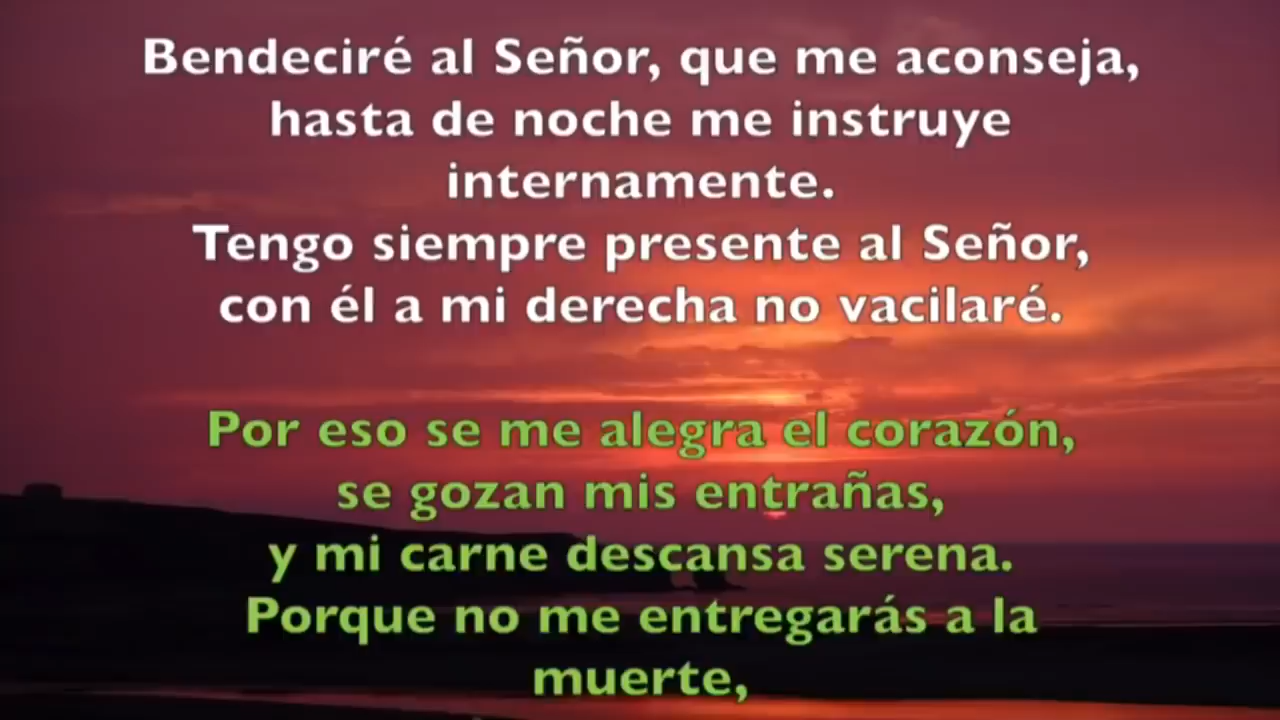 Bendeciré al Señor, que me aconseja,
hasta de noche me instruye
internamente.
Tengo siempre presente al Señor,
con él a mi derecha no vacilaré.
Por eso se me alegra el corazón,
se gozan mis entrañas,
y mi carne descansa serena.
Porque no me entregarás a la
muerte,